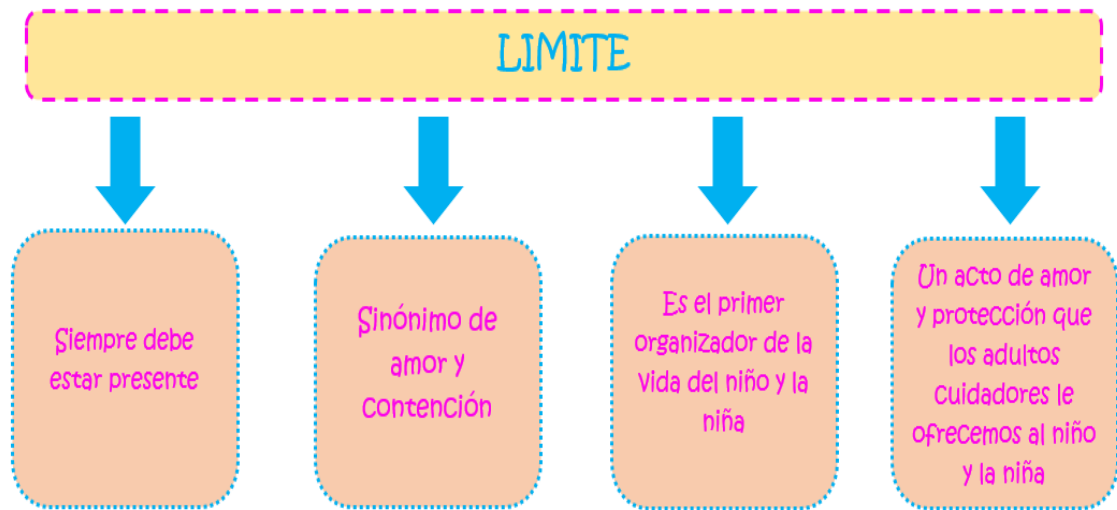 LIMITE
Siempre debe
estar presente
Sinónimo de
amor y
contención
Es el primer
organizador de la
vida del niño y la
niña
Un acto de amor
y protección que
los adultos
cuidadores le
ofrecemos al niño
y la niña